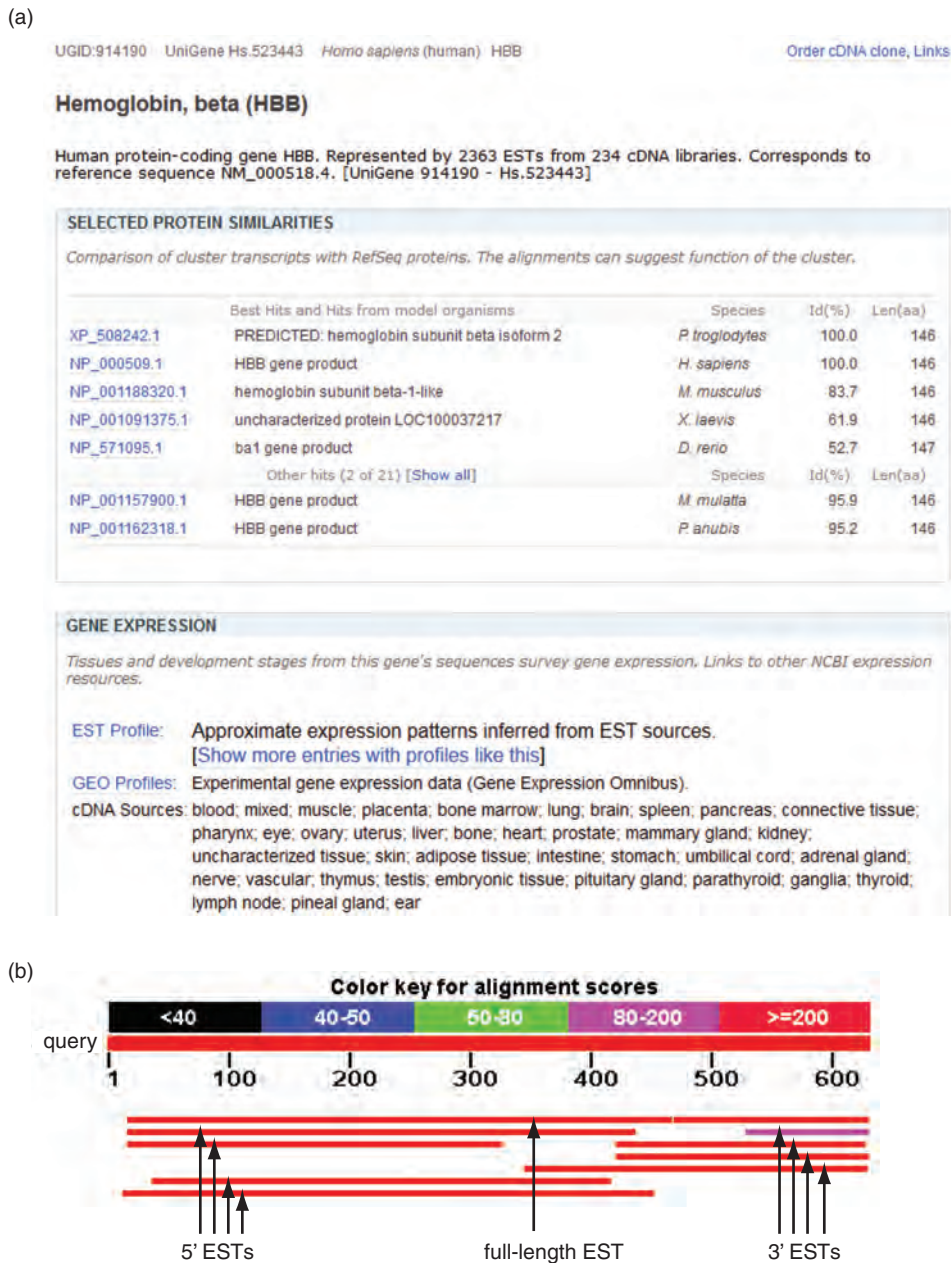 (a)
UGID:914190 UniGene Hs.523443 Homo sapiens (human) HBB Order cDNA clone, Links
Hemoglobin, beta (HBB)
Human protein-coding gene HBB. Represented by 2363 ESTs from 234 cDNA libraries. Corresponds to
reference sequence NM_000518.4. [UniGene 914190 - Hs.523443]
SELECTED PROTEIN SIMILARITIES
Comparison of cluster transcripts with RefSeq proteins. The alignments can suggest function of the cluster.
Best Hits and Hits from model organisms Species Id(%) Len(aa)
XP_508242.1 PREDICTED: hemoglobin subunit beta isoform 2 P. troglodytes 100.0 146
NP_000509.1 HBB gene product H. sapiens 100.0 146
NP_001188320.1 hemoglobin subunit beta-1-like M. musculus 83.7 146
NP_001091375.1 uncharacterized protein LOC100037217 X. laevis 61.9 146
NP_571095.1 ba1 gene product D. rerio 52.7 147
Other hits (2 of 21) [Show all] Species Id(%) Len(aa)
NP_001157900.1 HBB gene product M. mulatta 95.9 146
NP_001162318.1 HBB gene product P. anubis 95.2 146
GENE EXPRESSION
Tissues and development stages from this gene's sequences survey gene expression. Links to other NCBI expression
resources.
EST Profile: Approximate expression patterns inferred from EST sources.
[Show more entries with profiles like this]
GEO Profiles: Experimental gene expression data (Gene Expression Omnibus).
cDNA Sources: blood; mixed; muscle; placenta; bone marrow; lung; brain; spleen; pancreas; connective tissue;
pharynx; eye; ovary; uterus; liver; bone; heart; prostate; mammary gland; kidney;
uncharacterized tissue; skin; adipose tissue; intestine; stomach; umbilical cord; adrenal gland;
nerve; vascular; thymus; testis; embryonic tissue; pituitary gland; parathyroid; ganglia; thyroid;
lymph node; pineal gland; ear
(b)
Color key for alignment scores
<40 40-50 50-80 80-200 >=200
query
1 100 200 300 400 500 600
5' ESTs full-length EST 3' ESTs